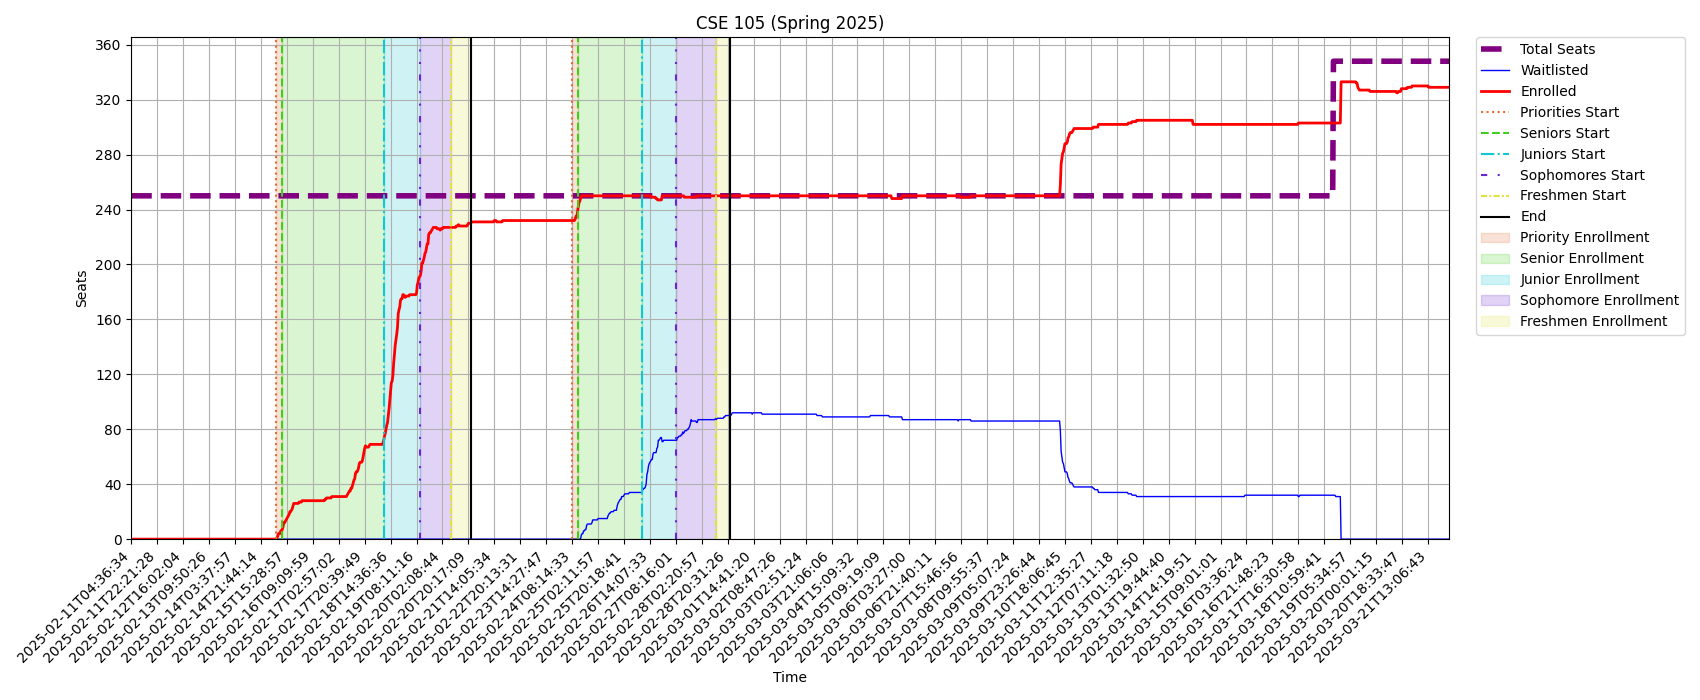 CSE 105 (Spring 2025)
Seats
360
320
280
240
200
160
120
80
40
0
2025-02-11T04:36:34
2025-02-11T22:21:28
2025-02-12T16:02:04
2025-02-13T09:50:26
2025-02-14T03:37:57
2025-02-14T21:44:14
2025-02-15T15:28:57
2025-02-16T09:09:59
2025-02-17T02:57:02
2025-02-17T20:39:49
2025-02-18T14:36:36
2025-02-19T08:11:16
2025-02-20T02:08:44
2025-02-20T20:17:09
2025-02-21T14:05:34
2025-02-22T20:13:31
2025-02-23T14:27:47
2025-02-24T08:14:33
2025-02-25T02:11:57
2025-02-25T20:18:41
2025-02-26T14:07:33
2025-02-27T08:16:01
2025-02-28T02:20:57
2025-02-28T20:31:26
2025-03-01T14:41:20
2025-03-02T08:47:26
2025-03-03T02:51:24
2025-03-03T21:06:06
2025-03-04T15:09:32
2025-03-05T09:19:09
2025-03-06T03:27:00
2025-03-06T21:40:11
2025-03-07T15:46:56
2025-03-08T09:55:37
2025-03-09T05:07:24
2025-03-09T23:26:44
2025-03-10T18:06:45
2025-03-11T12:35:27
2025-03-12T07:11:18
2025-03-13T01:32:50
2025-03-13T19:44:40
2025-03-14T14:19:51
2025-03-15T09:01:01
2025-03-16T03:36:24
2025-03-16T21:48:23
2025-03-17T16:30:58
2025-03-18T10:59:41
2025-03-19T05:34:57
2025-03-20T00:01:15
2025-03-20T18:33:47
2025-03-21T13:06:43
Time
Total Seats
Waitlisted
Enrolled
Priorities Start
Seniors Start
Juniors Start
Sophomores Start
Freshmen Start
End
Priority Enrollment
Senior Enrollment
Junior Enrollment
Sophomore Enrollment
Freshmen Enrollment